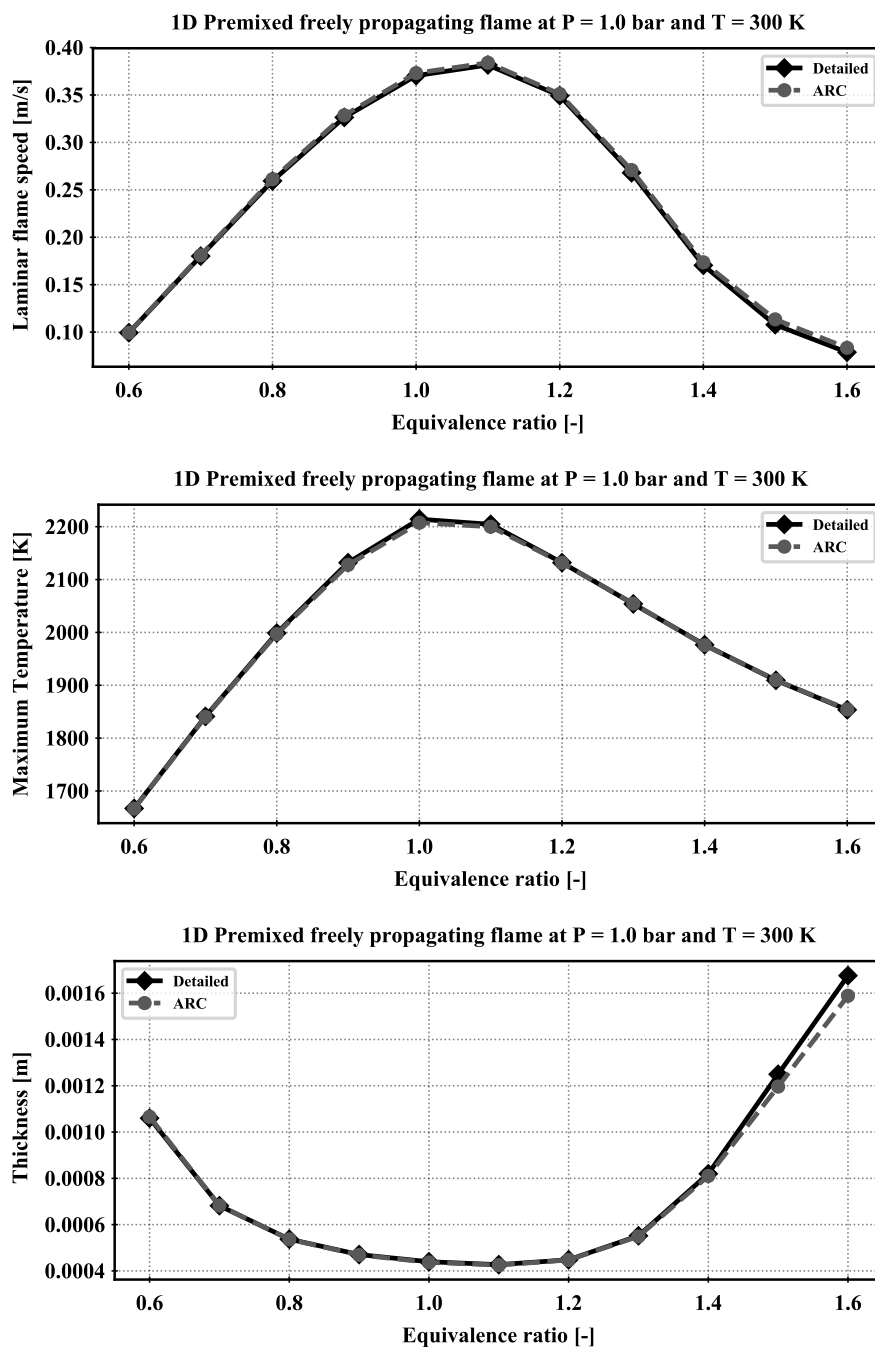 1D Premixed freely propagating flame at P = 1.0 bar and T = 300 K
Laminar flame speed [m/s]
0.40
0.35
0.30
0.25
0.20
0.15
0.10
Detailed
ARC
0.6 0.8 1.0 1.2 1.4 1.6
Equivalence ratio [-]
1D Premixed freely propagating flame at P = 1.0 bar and T = 300 K
Maximum Temperature [K]
2200
2100
2000
1900
1800
1700
Detailed
ARC
0.6 0.8 1.0 1.2 1.4 1.6
Equivalence ratio [-]
1D Premixed freely propagating flame at P = 1.0 bar and T = 300 K
Thickness [m]
0.0016
0.0014
0.0012
0.0010
0.0008
0.0006
0.0004
Detailed
ARC
0.6 0.8 1.0 1.2 1.4 1.6
Equivalence ratio [-]